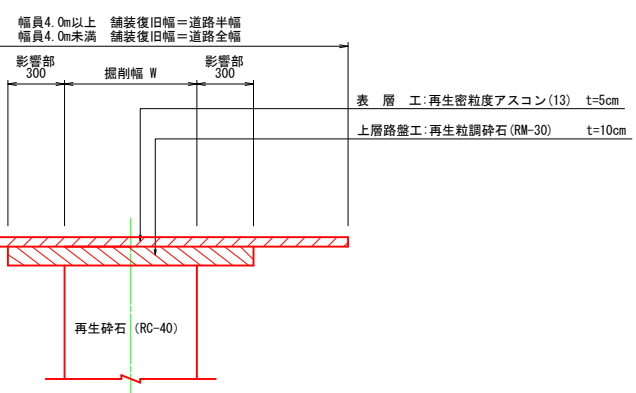 幅員4.0m以上　舗装復旧幅＝道路半幅
幅員4.0m未満　舗装復旧幅＝道路全幅
影響部
300
掘削幅 W
影響部
300
表　層　工:再生密粒度アスコン(13)　t=5cm
上層路盤工:再生粒調砕石(RM-30)　t=10cm
再生砕石 (RC-40)